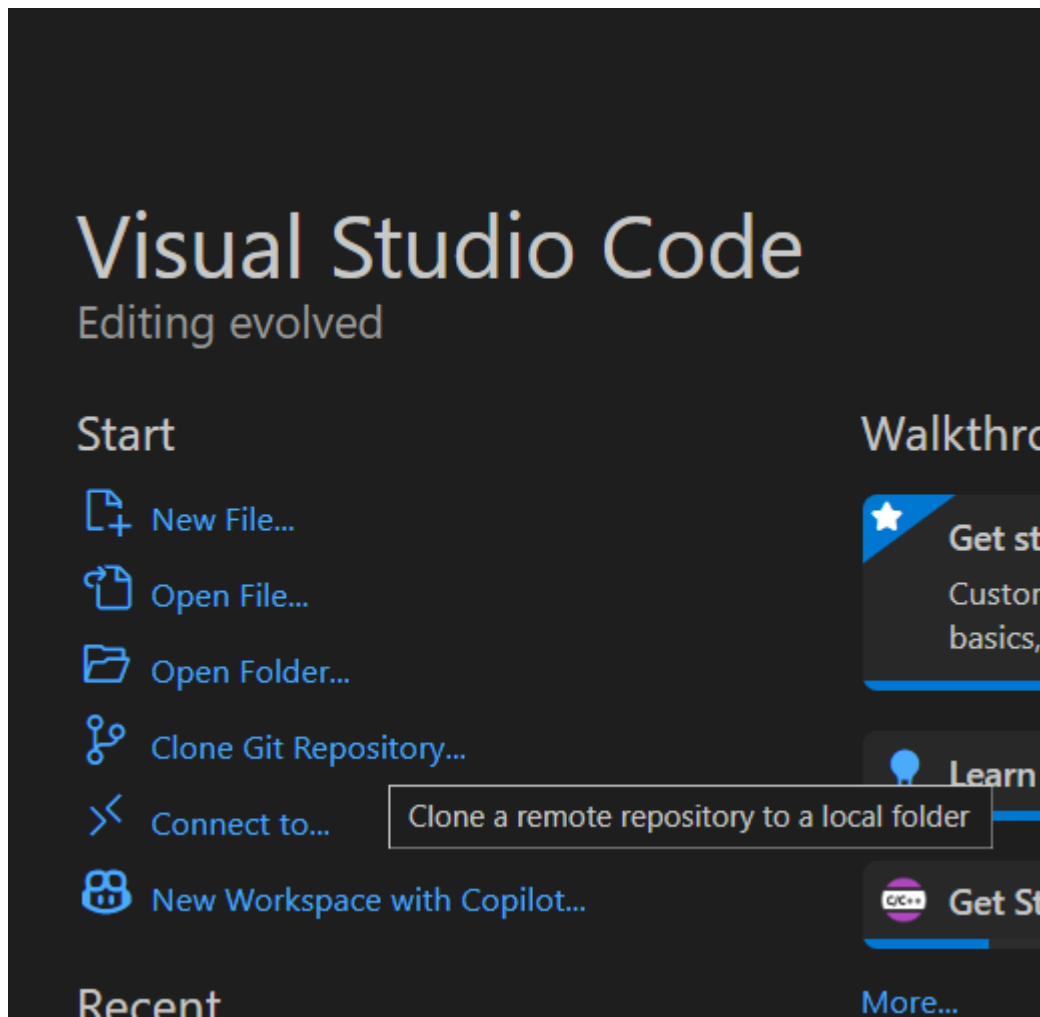 Visual Studio Code
Editing evolved
Start
New File...
Open File...
Open Folder...
Clone Git Repository...
Connect to...
Clone a remote repository to a local folder
New Workspace with Copilot...
Recent
Walkthro
Get st
Custom
basics,
Learn
C/C++
Get St
More...